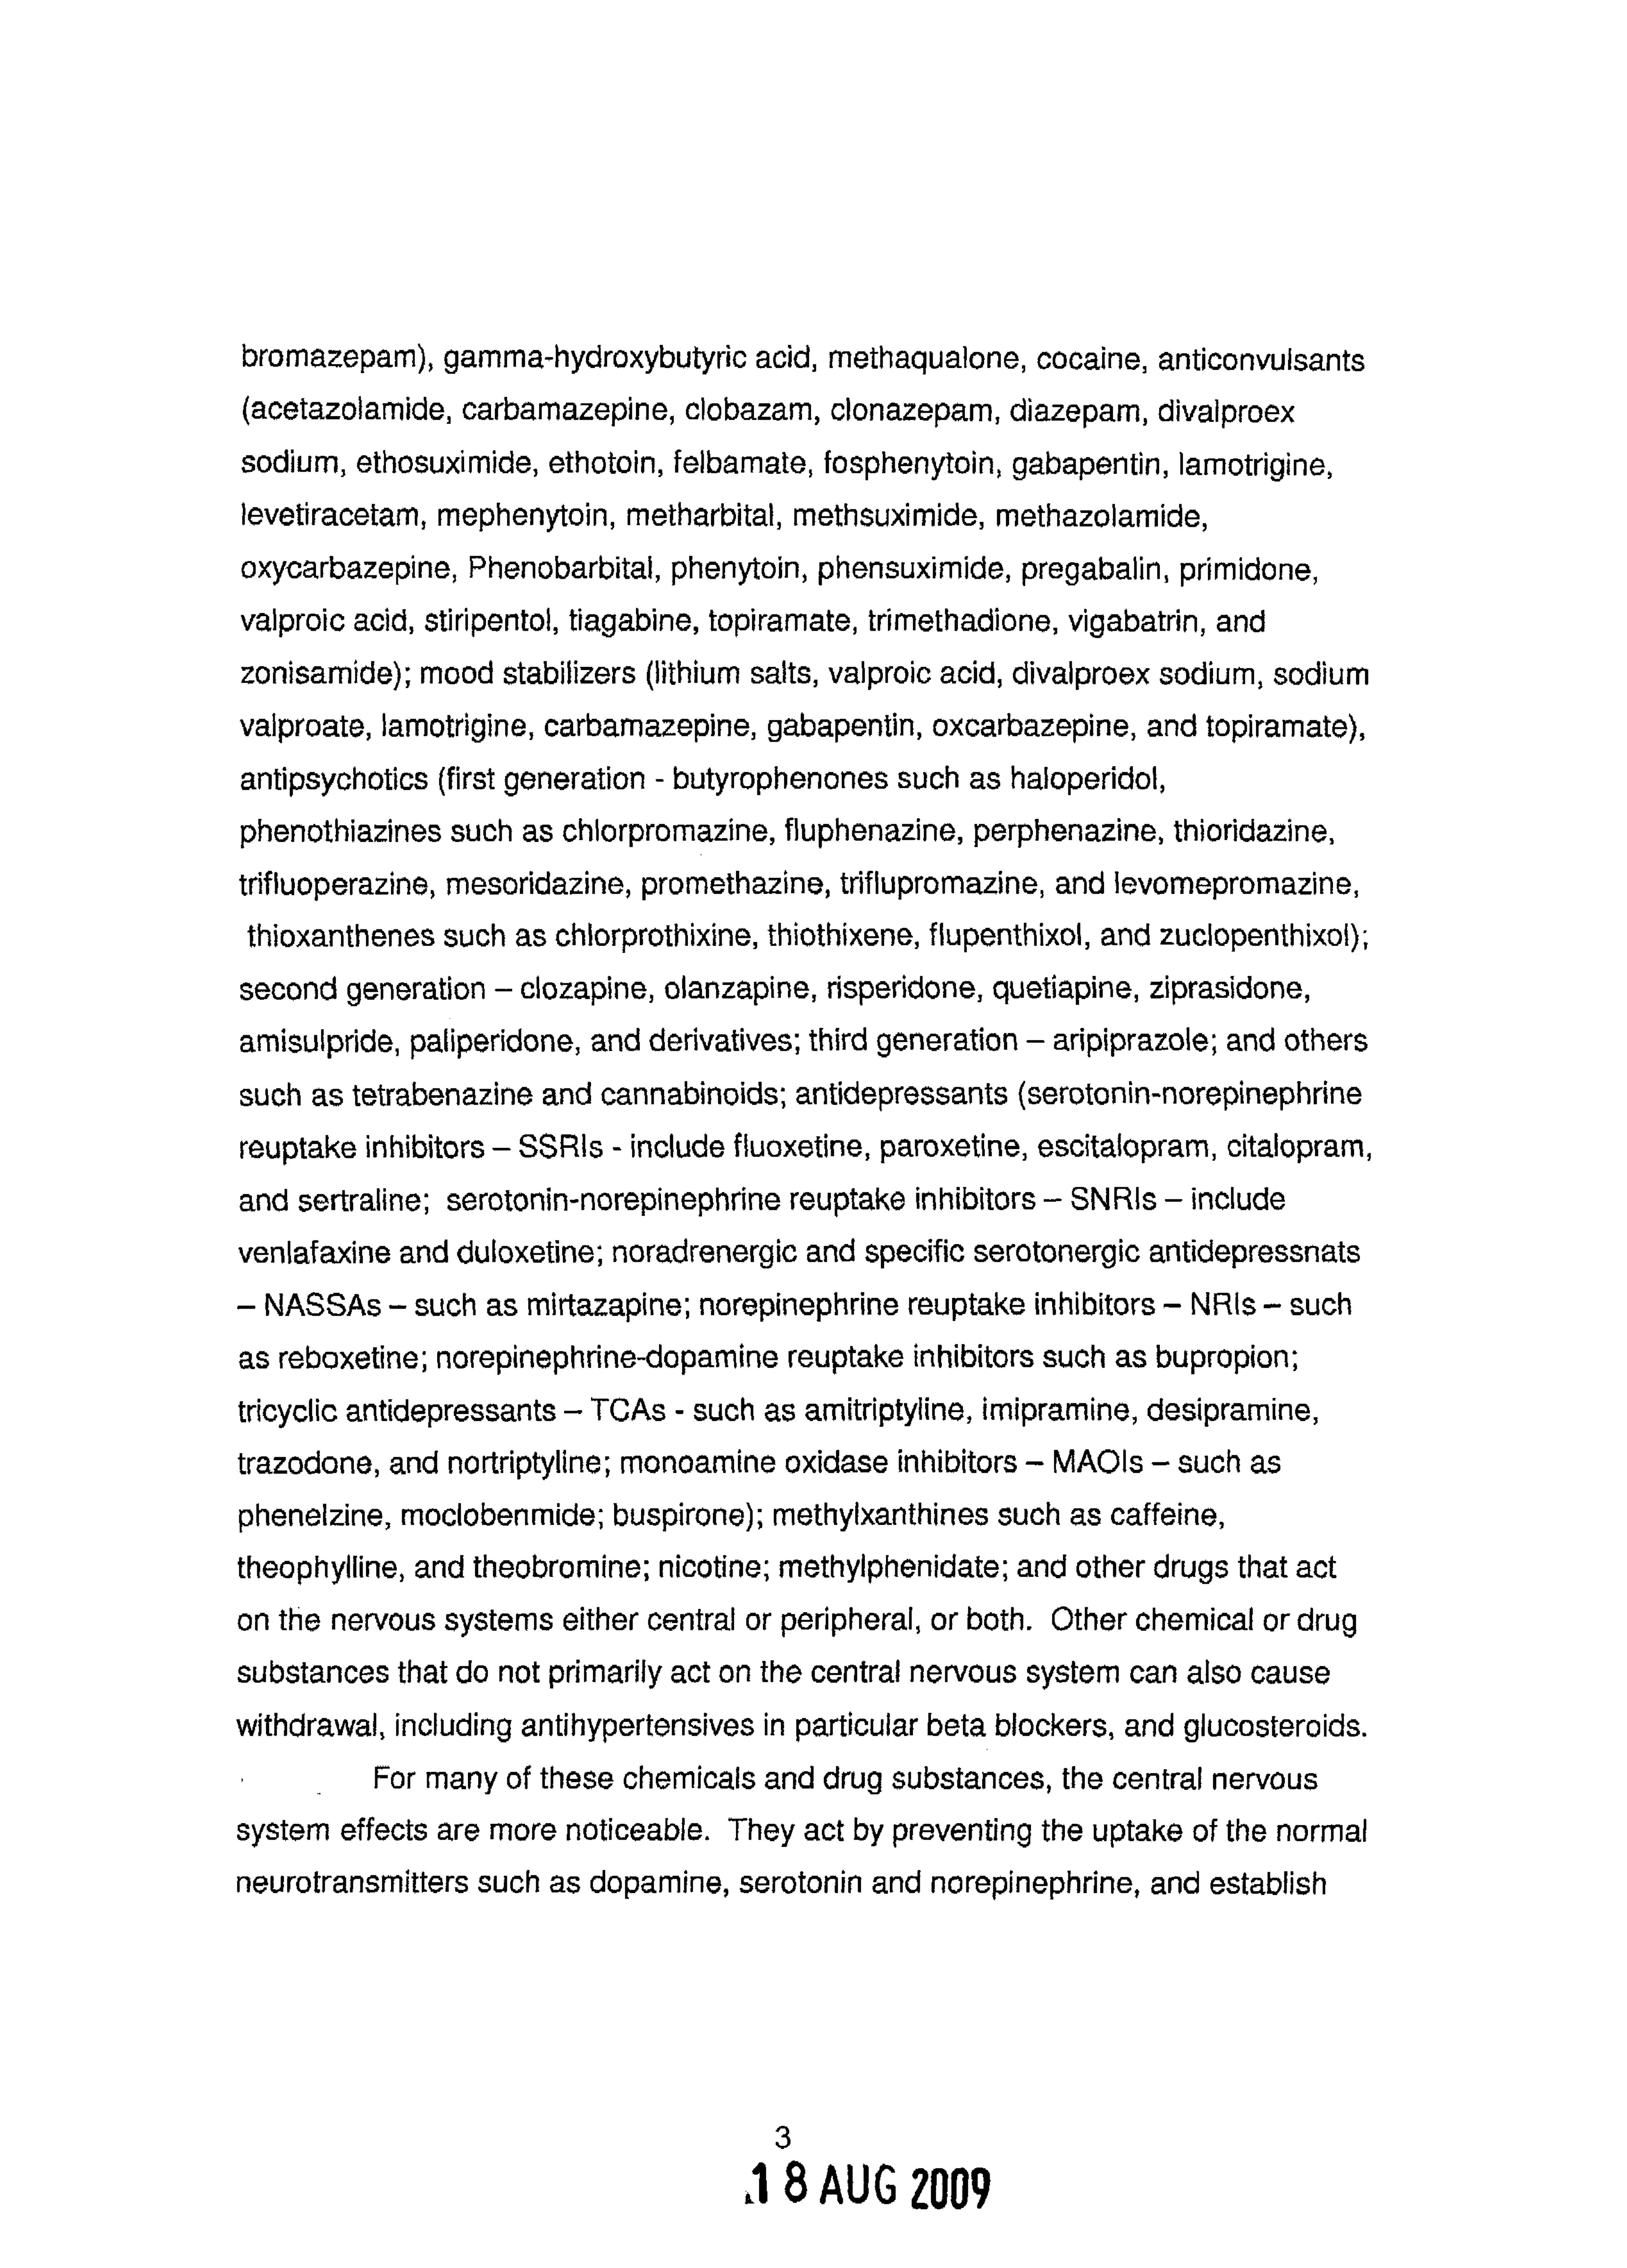 bromazepam), gamma-hydroxybutyric acid, methaqualone, cocaine, anticonvulsants
(acetazolamide, carbamazepine, clobazam, clonazepam, diazepam, divalproex
sodium, ethosuximide, ethotoin, felbamate, fosphenytoin, gabapentin, lamotrigine,
levetiracetam, mephenytoin, metharbital, methsuximide, methazolamide,
oxycarbazepine, Phenobarbital, phenytoin, phensuximide, pregabalin, primidone,
valproic acid, stiripentol, tiagabine, topiramate, trimethadione, vigabatrin, and
zonisamide); mood stabilizers (lithium salts, valproic acid, divalproex sodium, sodium
valproate, lamotrigine, carbamazepine, gabapentin, oxcarbazepine, and topiramate),
antipsychotics (first generation - butyrophenones such as haloperidol,
phenothiazines such as chlorpromazine, fluphenazine, perphenazine, thioridazine,
trifluoperazine, mesoridazine, promethazine, triflupromazine, and levomepromazine,
thioxanthenes such as chlorprothixine, thiothixene, flupenthixol, and zuclopenthixol);
second generation – clozapine, olanzapine, risperidone, quetiapine, ziprasidone,
amisulpride, paliperidone, and derivatives; third generation – aripiprazole; and others
such as tetrabenazine and cannabinoids; antidepressants (serotonin-norepinephrine
reuptake inhibitors – SSRIs - include fluoxetine, paroxetine, escitalopram, citalopram,
and sertraline;  serotonin-norepinephrine reuptake inhibitors – SNRIs – include
venlafaxine and duloxetine; noradrenergic and specific serotonergic antidepressnats
– NASSAs – such as mirtazapine; norepinephrine reuptake inhibitors – NRIs – such
as reboxetine; norepinephrine-dopamine reuptake inhibitors such as bupropion;
tricyclic antidepressants – TCAs - such as amitriptyline, imipramine, desipramine,
trazodone, and nortriptyline; monoamine oxidase inhibitors – MAOIs – such as
phenelzine, moclobenmide; buspirone); methylxanthines such as caffeine,
theophylline, and theobromine; nicotine; methylphenidate; and other drugs that act
on the nervous systems either central or peripheral, or both.  Other chemical or drug
substances that do not primarily act on the central nervous system can also cause
withdrawal, including antihypertensives in particular beta blockers, and glucosteroids.
For many of these chemicals and drug substances, the central nervous
system effects are more noticeable.  They act by preventing the uptake of the normal
neurotransmitters such as dopamine, serotonin and norepinephrine, and establish
3
18 AUG 2009